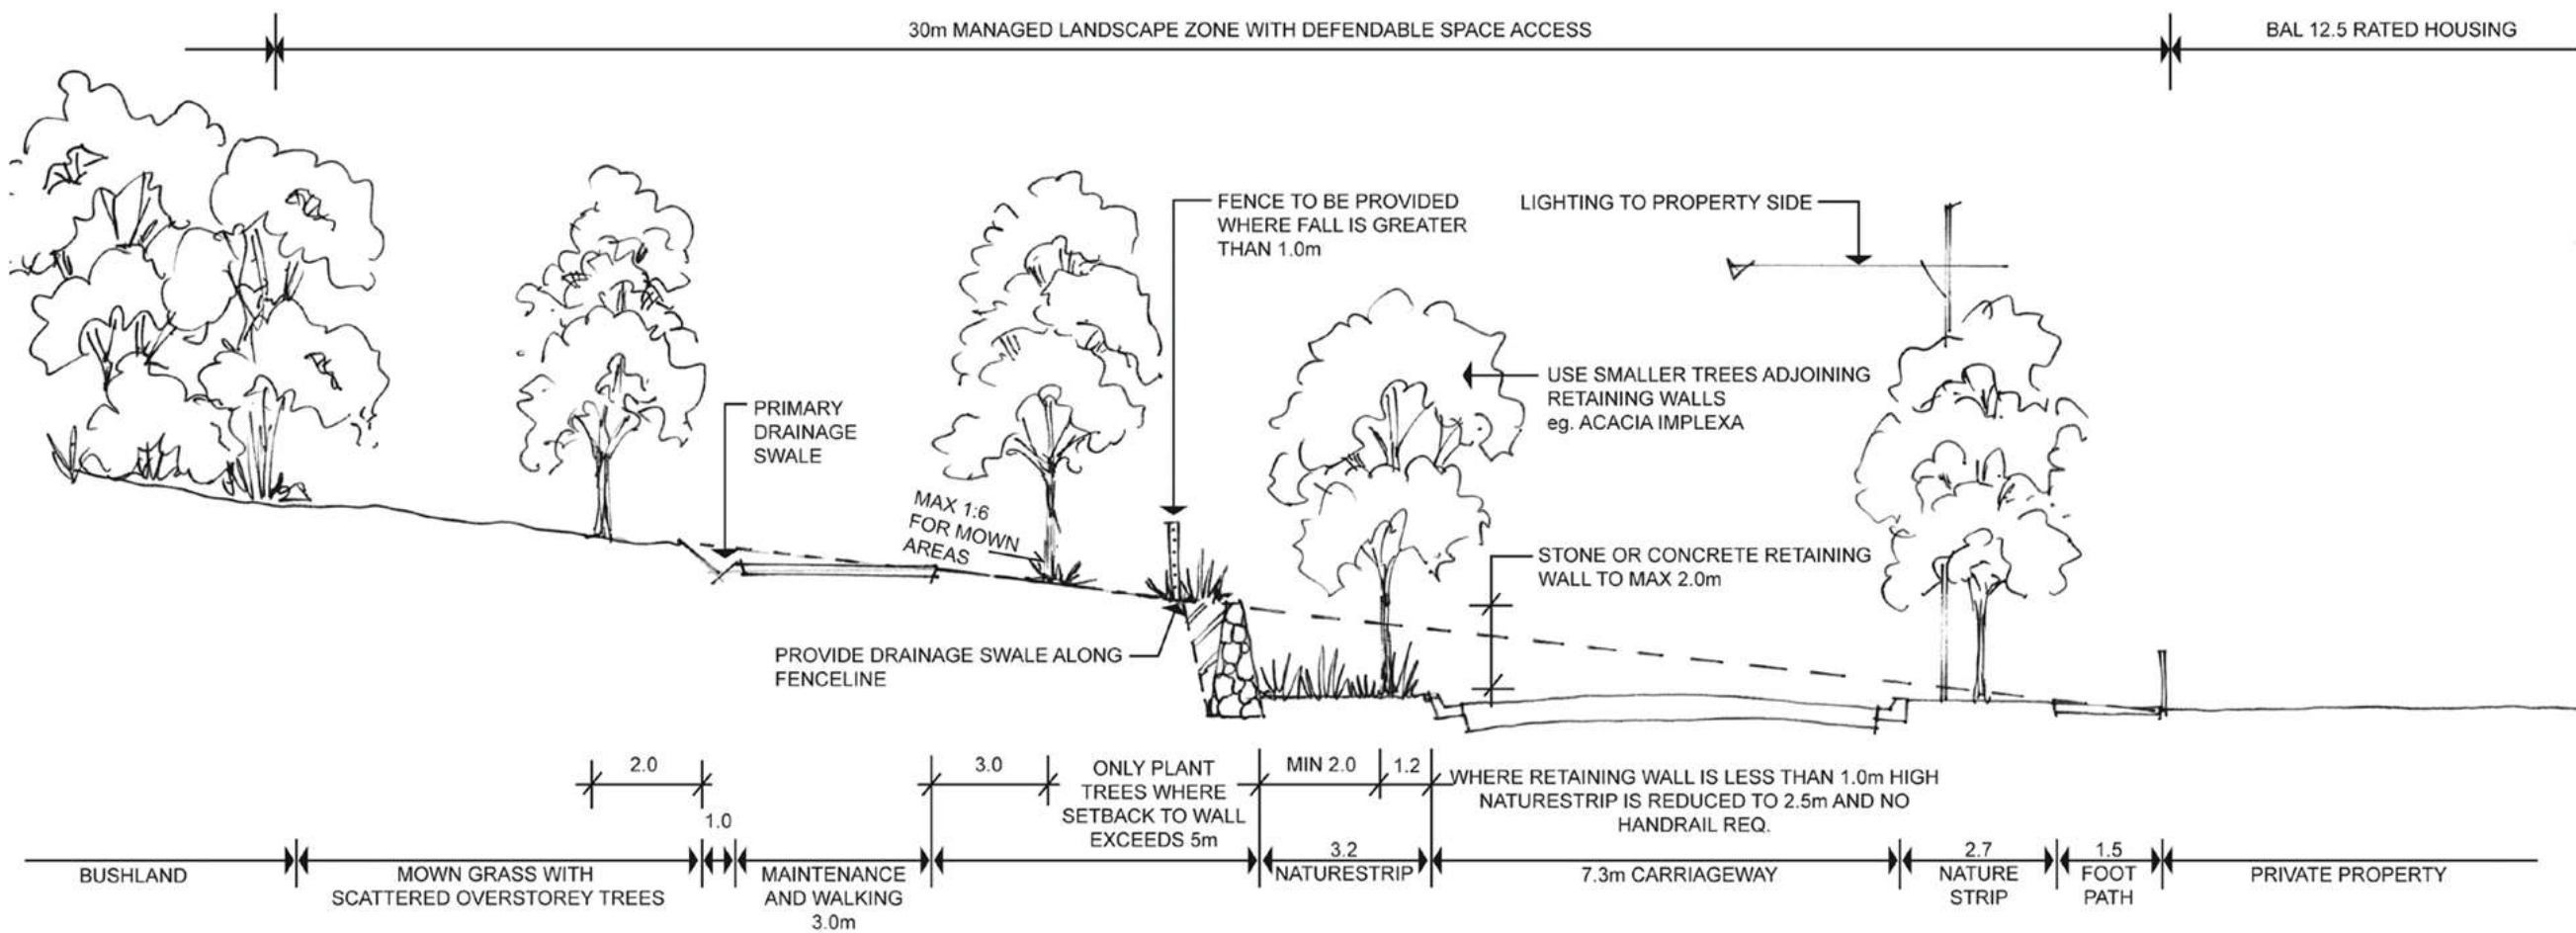 30m MANAGED LANDSCAPE ZONE WITH DEFENDABLE SPACE ACCESS
BAL 12.5 RATED HOUSING
FENCE TO BE PROVIDED
WHERE FALL IS GREATER
THAN 1.0m
LIGHTING TO PROPERTY SIDE
USE SMALLER TREES ADJOINING
RETAINING WALLS
eg. ACACIA IMPLEXA
PRIMARY
DRAINAGE
SWALE
MAX 1:6
FOR MOWN
AREAS
STONE OR CONCRETE RETAINING
WALL TO MAX 2.0m
PROVIDE DRAINAGE SWALE ALONG
FENCELINE
2.0
1.0
3.0
ONLY PLANT
TREES WHERE
SETBACK TO WALL
EXCEEDS 5m
MIN 2.0
1.2
WHERE RETAINING WALL IS LESS THAN 1.0m HIGH
NATURESTRIP IS REDUCED TO 2.5m AND NO
HANDRAIL REQ.
BUSHLAND
MOWN GRASS WITH
SCATTERED OVERSTOREY TREES
MAINTENANCE
AND WALKING
3.0m
3.2
NATURESTRIP
7.3m CARRIAGEWAY
2.7
NATURE
STRIP
1.5
FOOT
PATH
PRIVATE PROPERTY